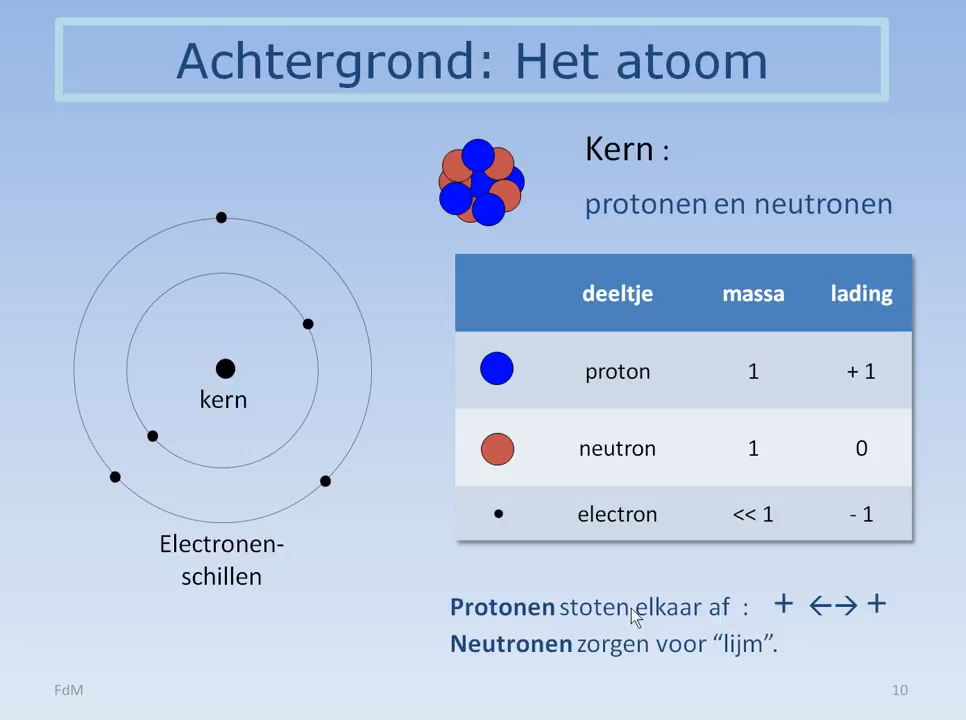 Achtergrond: Het atoom
Kern :
protonen en neutronen
kern
Electronen-
schillen
deeltje massa lading
proton 1 + 1
neutron 1 0
electron << 1 - 1
Protonen stoten elkaar af : + ←→ +
Neutronen zorgen voor “lijm”.
FdM 10